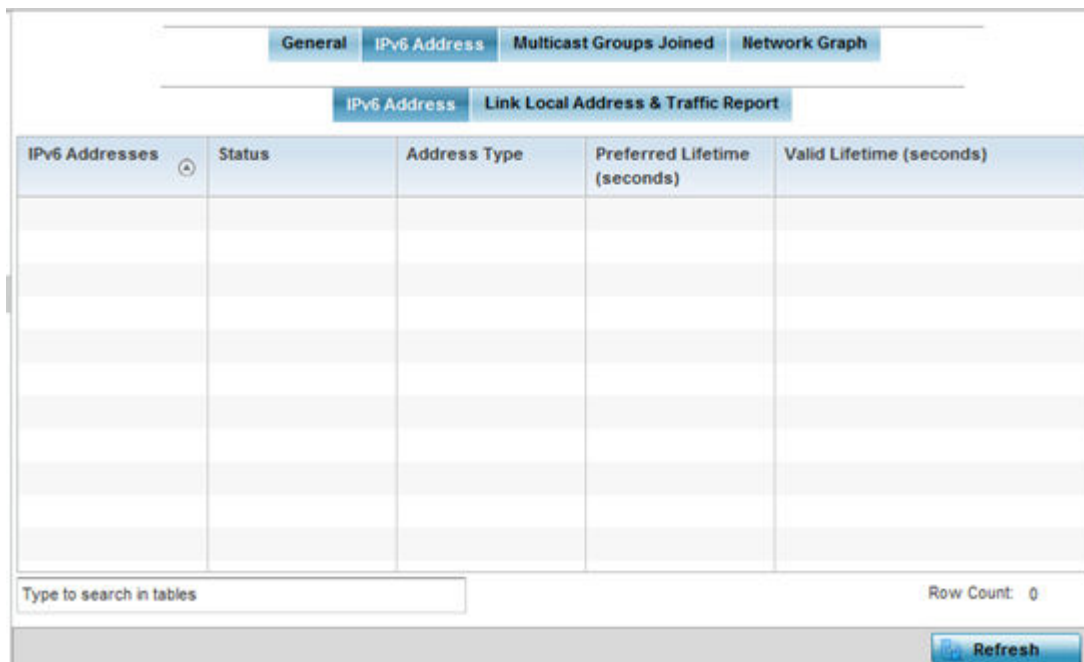 General IPv6 Address Multicast Groups Joined Network Graph
IPv6 Address Link Local Address & Traffic Report
IPv6 Addresses Status Address Type Preferred Lifetime (seconds) Valid Lifetime (seconds)
Type to search in tables Row Count: 0
Refresh